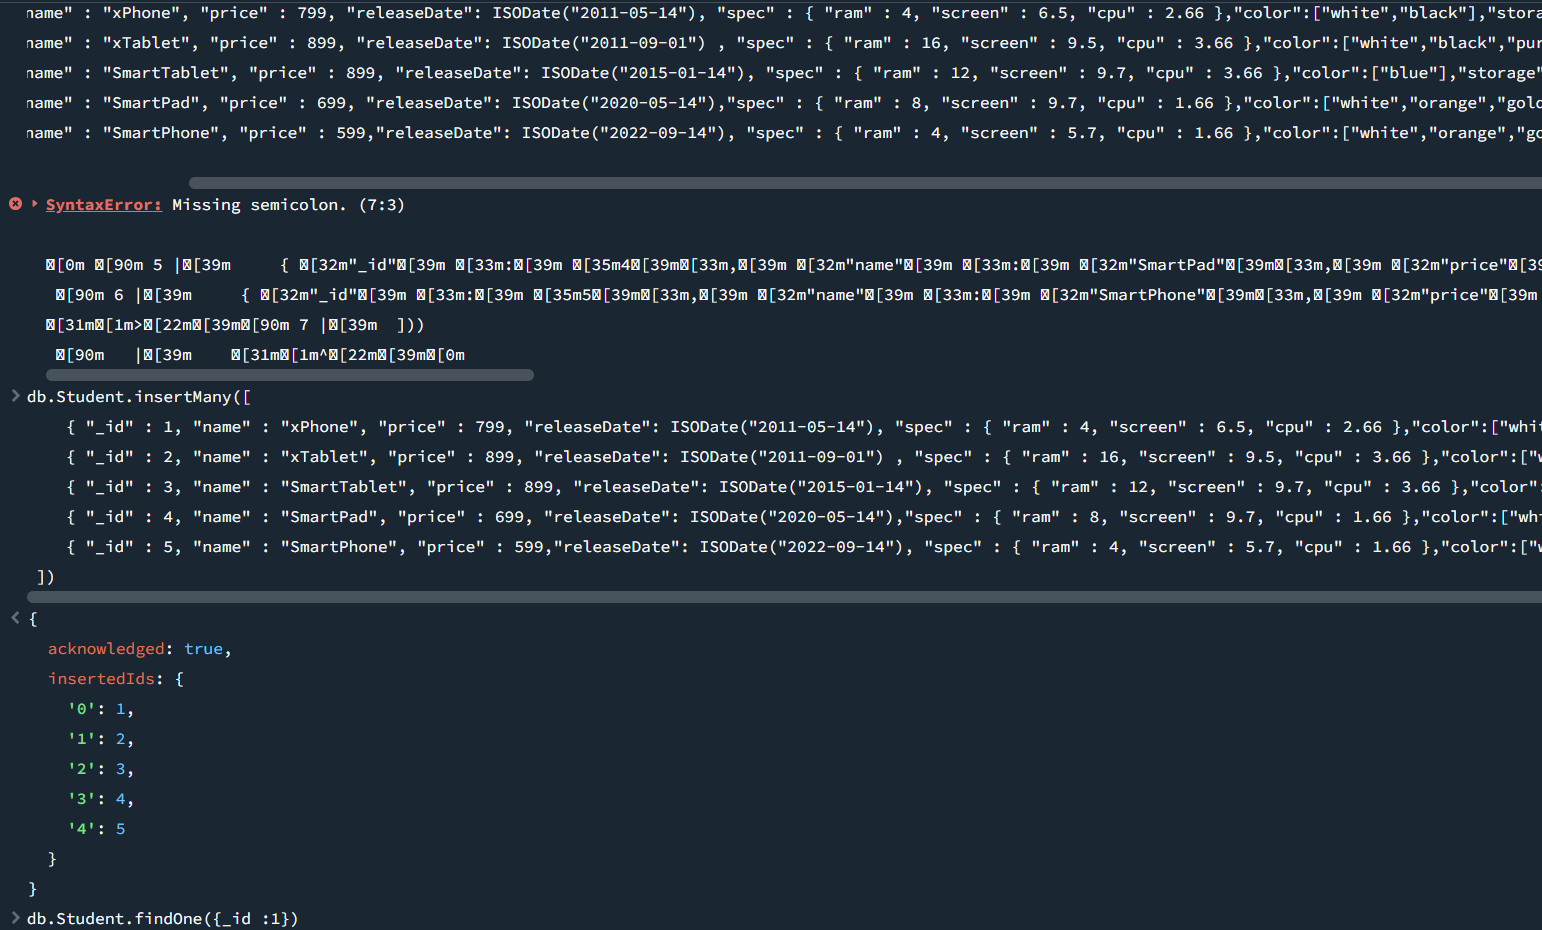 name" : "xPhone", "price" : 799, "releaseDate": ISODate("2011-05-14"), "spec" : { "ram" : 4, "screen" : 6.5, "cpu" : 2.66 },"color":["white","black"],"stora
name" : "xTablet", "price" : 899, "releaseDate": ISODate("2011-09-01") , "spec" : { "ram" : 16, "screen" : 9.5, "cpu" : 3.66 },"color":["white","black","pur
name" : "SmartTablet", "price" : 899, "releaseDate": ISODate("2015-01-14"), "spec" : { "ram" : 12, "screen" : 9.7, "cpu" : 3.66 },"color":["blue"],"storage"
name" : "SmartPad", "price" : 699, "releaseDate": ISODate("2020-05-14"),"spec" : { "ram" : 8, "screen" : 9.7, "cpu" : 1.66 },"color":["white","orange","gold
name" : "SmartPhone", "price" : 599,"releaseDate": ISODate("2022-09-14"), "spec" : { "ram" : 4, "screen" : 5.7, "cpu" : 1.66 },"color":["white","orange","go
SyntaxError: Missing semicolon. (7:3)
[0m [90m 5 |[39m     { [32m"_id"[39m [33m:[39m [35m4[39m[33m,[39m [32m"name"[39m [33m:[39m [32m"SmartPad"[39m[33m,[39m [32m"price"[39
[90m 6 |[39m     { [32m"_id"[39m [33m:[39m [35m5[39m[33m,[39m [32m"name"[39m [33m:[39m [32m"SmartPhone"[39m[33m,[39m [32m"price"[39m
[31m[1m>[22m[39m[90m 7 |[39m  ]))
[90m   |[39m    [31m[1m^[22m[39m[0m
> db.Student.insertMany([
{ "_id" : 1, "name" : "xPhone", "price" : 799, "releaseDate": ISODate("2011-05-14"), "spec" : { "ram" : 4, "screen" : 6.5, "cpu" : 2.66 },"color":["whi
{ "_id" : 2, "name" : "xTablet", "price" : 899, "releaseDate": ISODate("2011-09-01") , "spec" : { "ram" : 16, "screen" : 9.5, "cpu" : 3.66 },"color":["w
{ "_id" : 3, "name" : "SmartTablet", "price" : 899, "releaseDate": ISODate("2015-01-14"), "spec" : { "ram" : 12, "screen" : 9.7, "cpu" : 3.66 },"color":
{ "_id" : 4, "name" : "SmartPad", "price" : 699, "releaseDate": ISODate("2020-05-14"),"spec" : { "ram" : 8, "screen" : 9.7, "cpu" : 1.66 },"color":["wh
{ "_id" : 5, "name" : "SmartPhone", "price" : 599,"releaseDate": ISODate("2022-09-14"), "spec" : { "ram" : 4, "screen" : 5.7, "cpu" : 1.66 },"color":["w
])
< {
acknowledged: true,
insertedIds: {
'0': 1,
'1': 2,
'2': 3,
'3': 4,
'4': 5
}
}
> db.Student.findOne({_id :1})